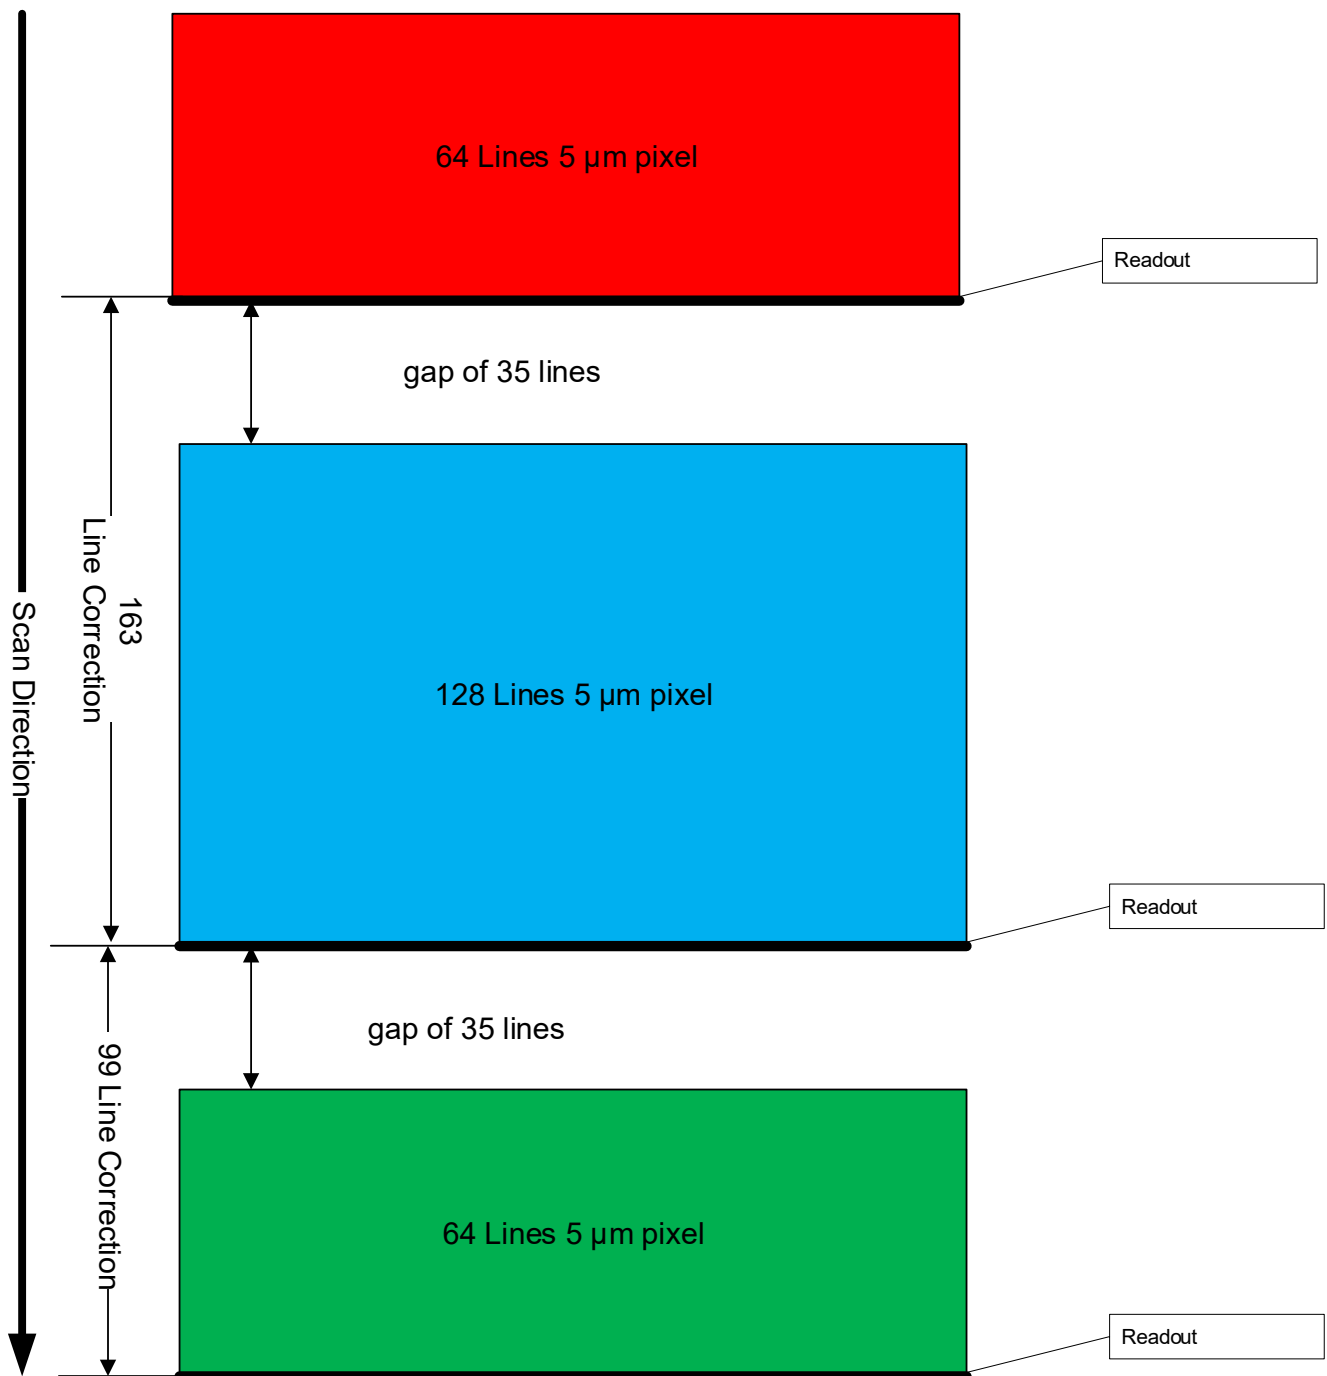 64 Lines 5 µm pixel
Readout
gap of 35 lines
163
Line Correction
Scan Direction
128 Lines 5 µm pixel
Readout
gap of 35 lines
99 Line Correction
64 Lines 5 µm pixel
Readout